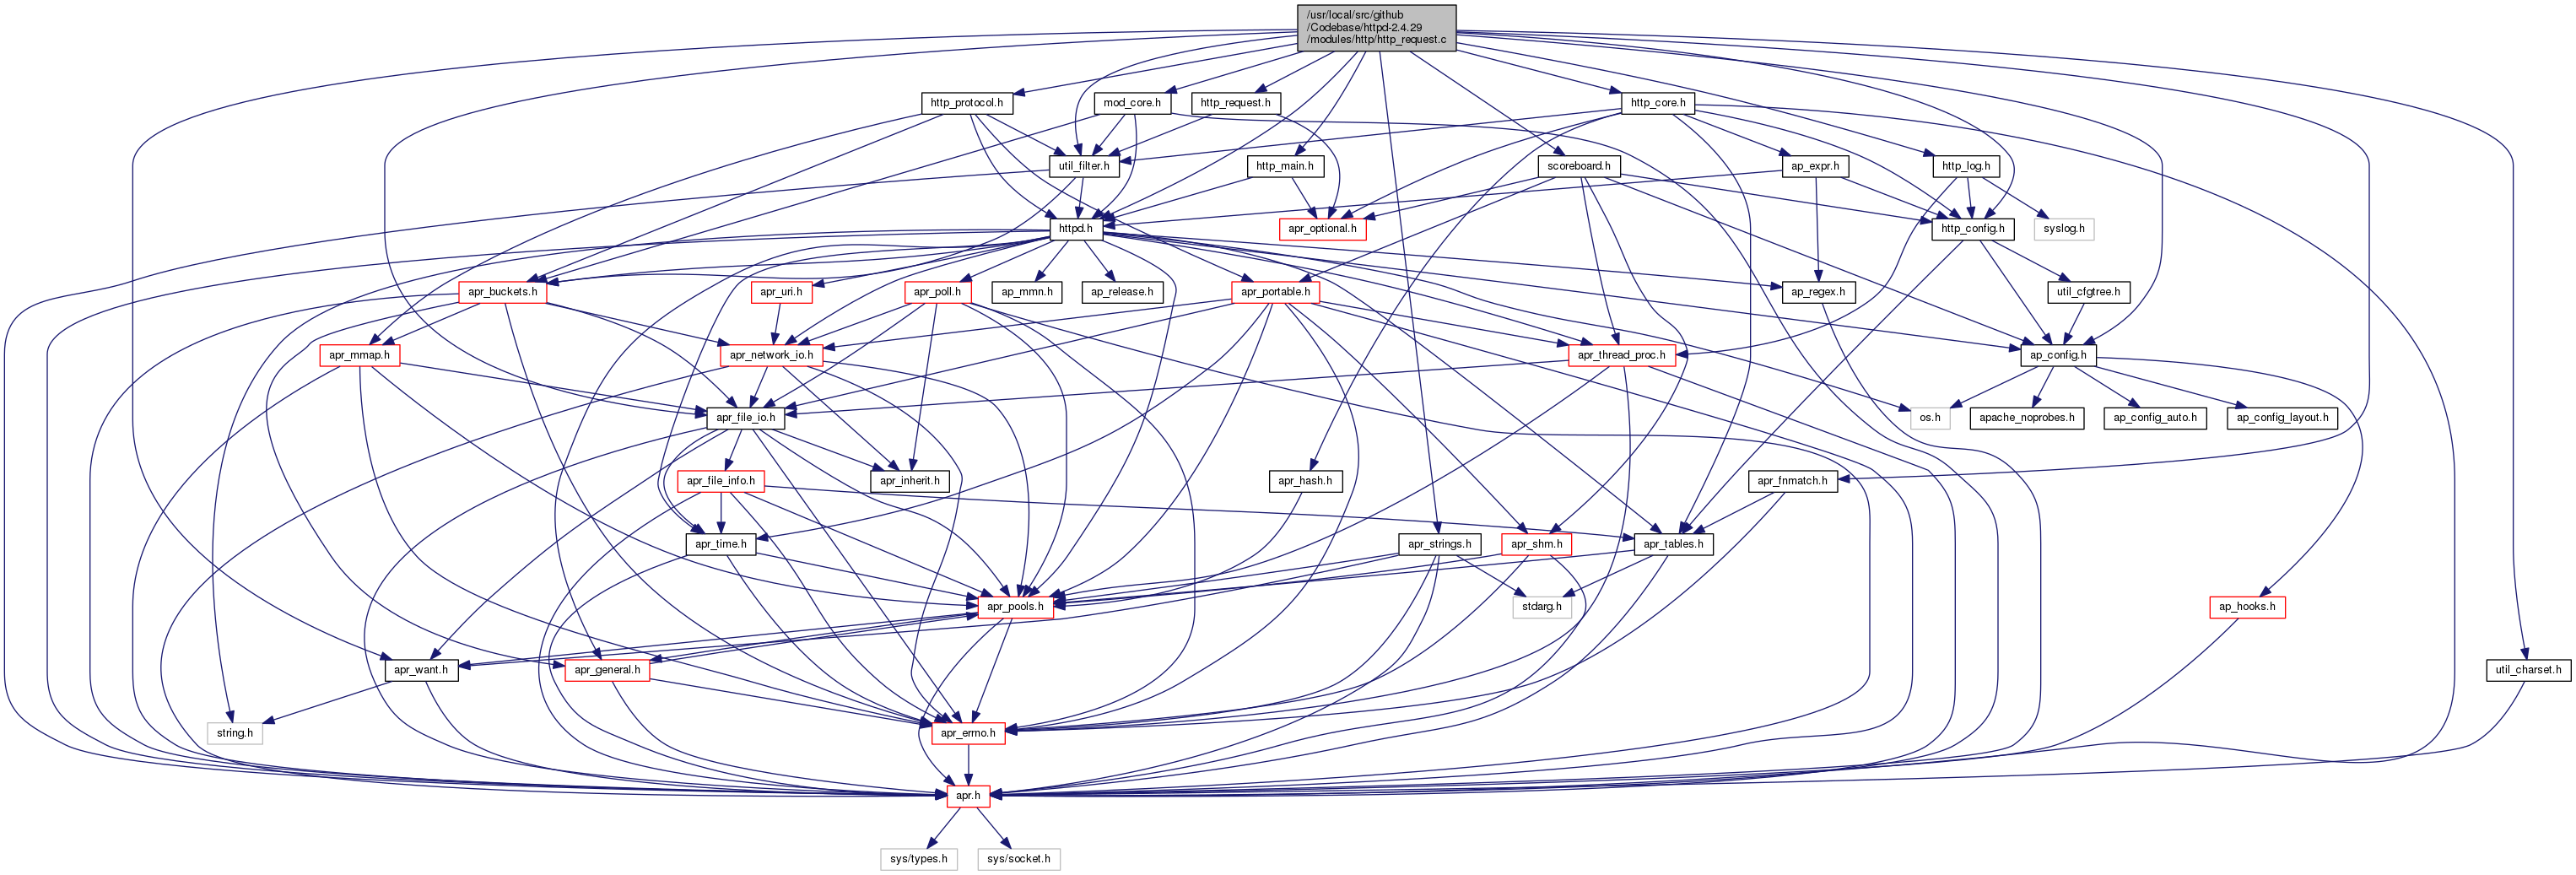 /usr/local/src/github
/Codebase/httpd-2.4.29
/modules/http/http_request.c
http_protocol.h
mod_core.h
http_request.h
http_core.h
util_filter.h
http_main.h
scoreboard.h
ap_expr.h
http_log.h
httpd.h
apr_optional.h
http_config.h
syslog.h
apr_buckets.h
apr_uri.h
apr_poll.h
ap_mmn.h
ap_release.h
apr_portable.h
ap_regex.h
util_cfgtree.h
apr_mmap.h
apr_network_io.h
apr_thread_proc.h
ap_config.h
apr_file_io.h
os.h
apache_noprobes.h
ap_config_auto.h
ap_config_layout.h
apr_file_info.h
apr_inherit.h
apr_hash.h
apr_fnmatch.h
apr_time.h
apr_strings.h
apr_shm.h
apr_tables.h
apr_pools.h
stdarg.h
ap_hooks.h
apr_want.h
apr_general.h
util_charset.h
string.h
apr_errno.h
apr.h
sys/types.h
sys/socket.h